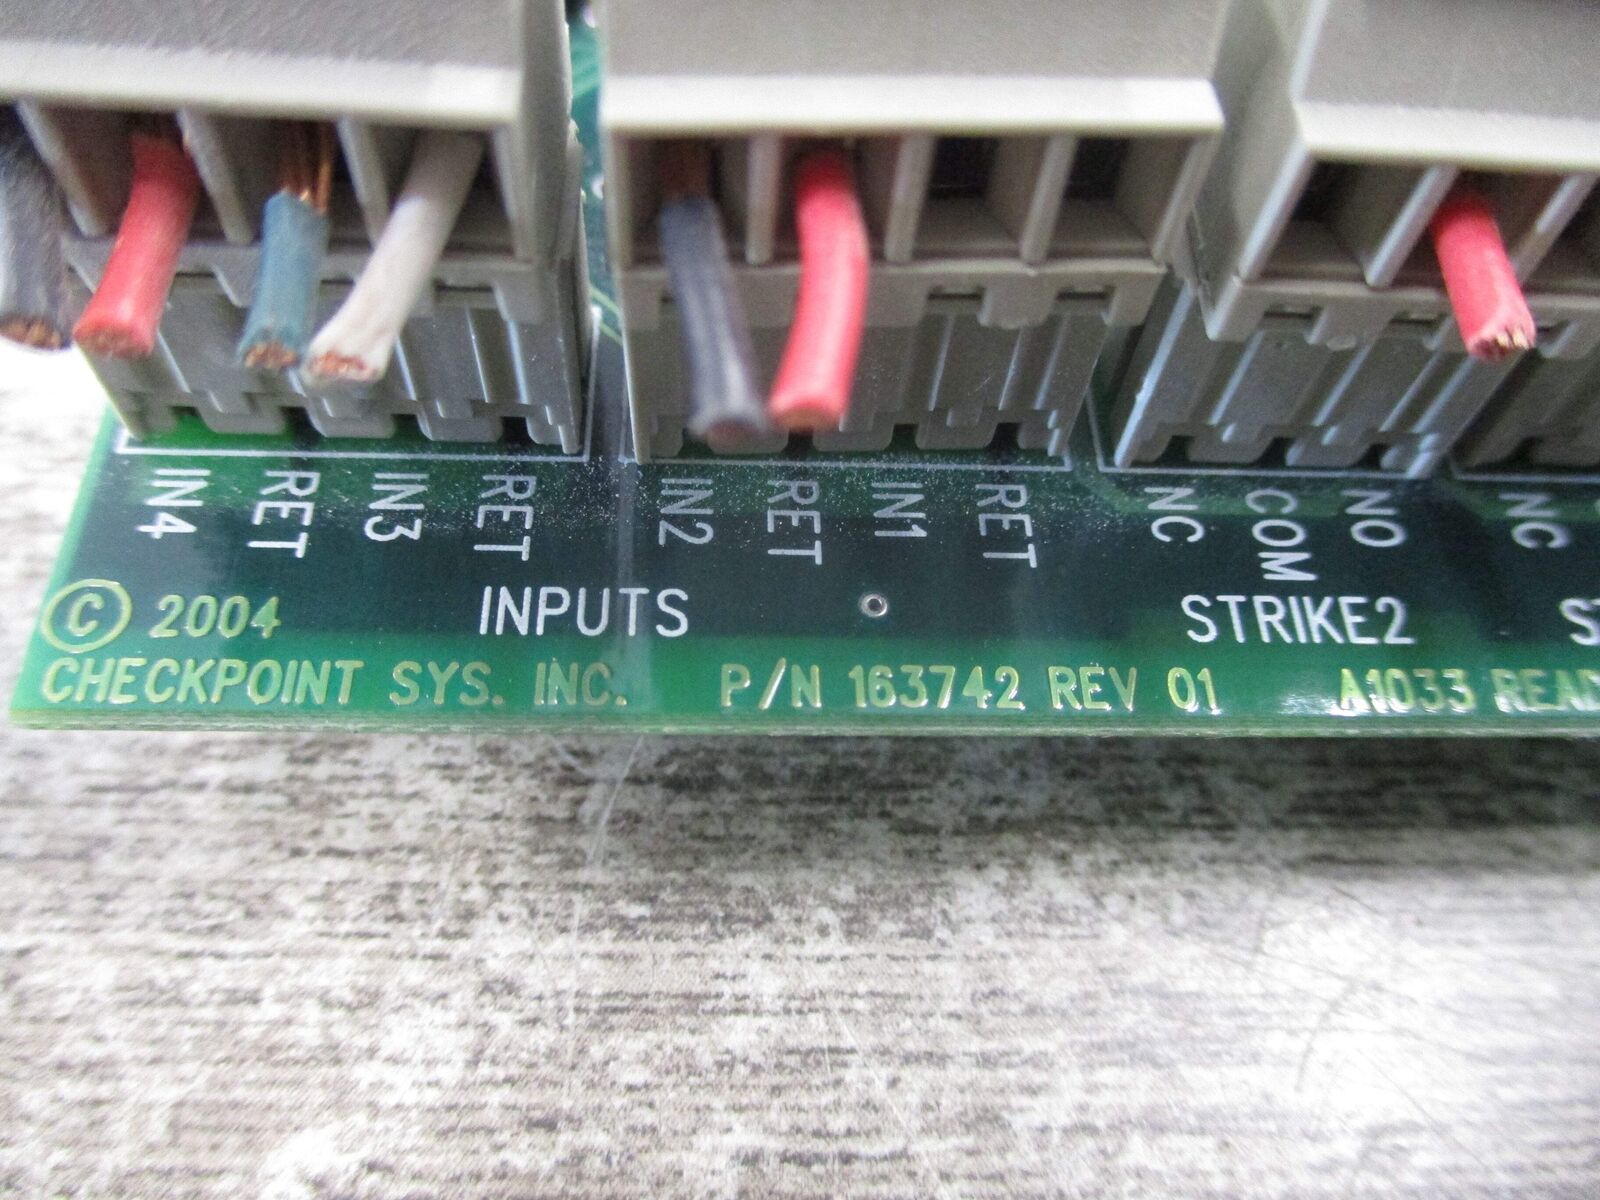 IN4 RET IN3 RET IN2 RET IN1 RET NC COM NO NC
© 2004 INPUTS STRIKE2
CHECKPOINT SYS. INC. P/N 163742 REV 01 A1033